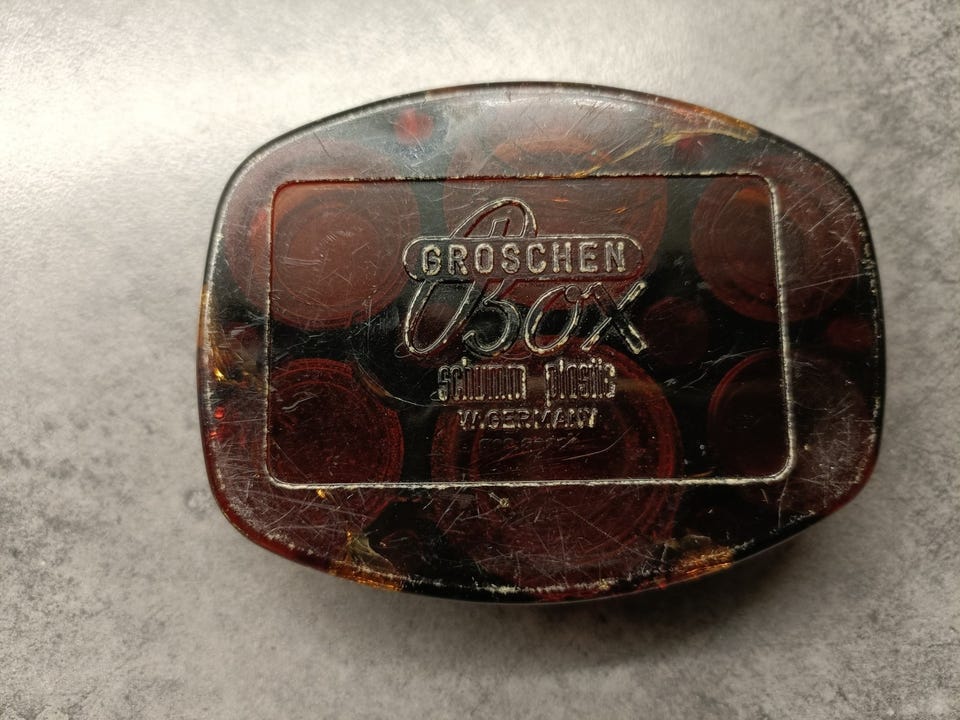 GROSCHEN
Box
schumm plastic
W.GERMANY